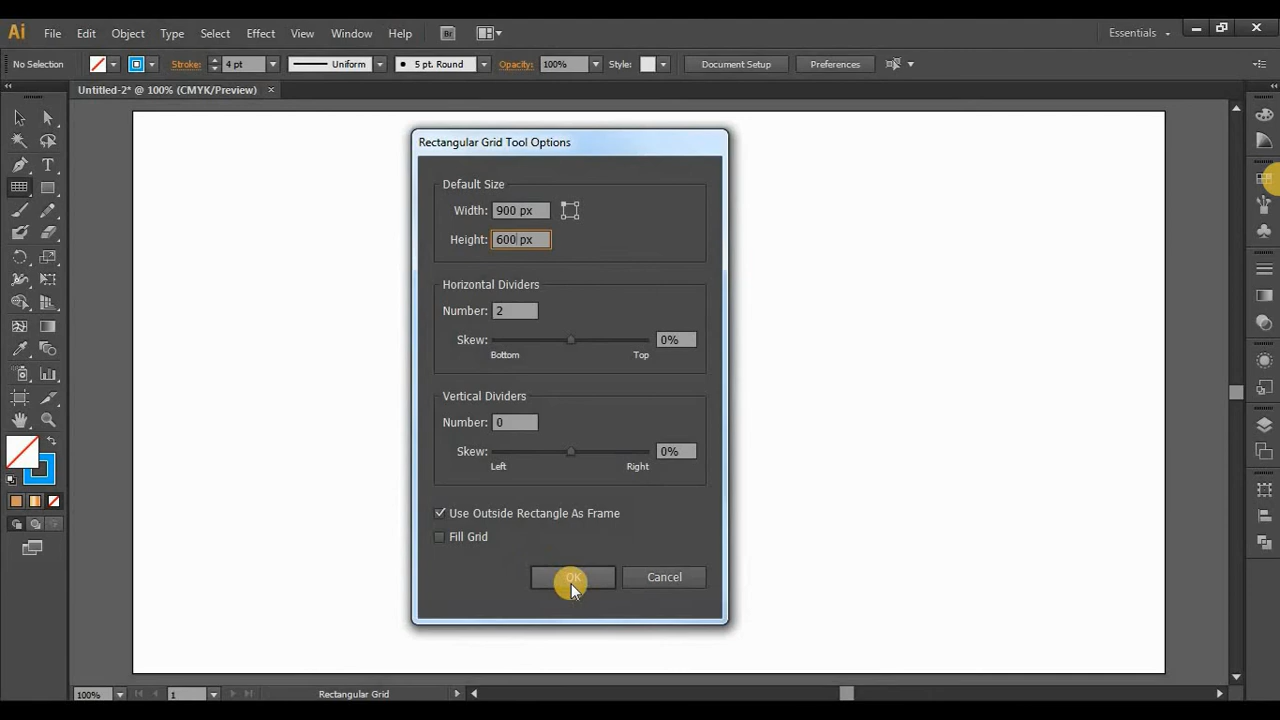 Ai File Edit Object Type Select Effect View Window Help Br Essentials
No Selection Stroke: 4 pt Uniform 5 pt. Round Opacity: 100% Style: Document Setup Preferences
Untitled-2* @ 100% (CMYK/Preview)
Rectangular Grid Tool Options
Default Size
Width: 900 px
Height: 600 px
Horizontal Dividers
Number: 2
Skew: 0%
Bottom Top
Vertical Dividers
Number: 0
Skew: 0%
Left Right
Use Outside Rectangle As Frame
Fill Grid
OK Cancel
100% 1 Rectangular Grid